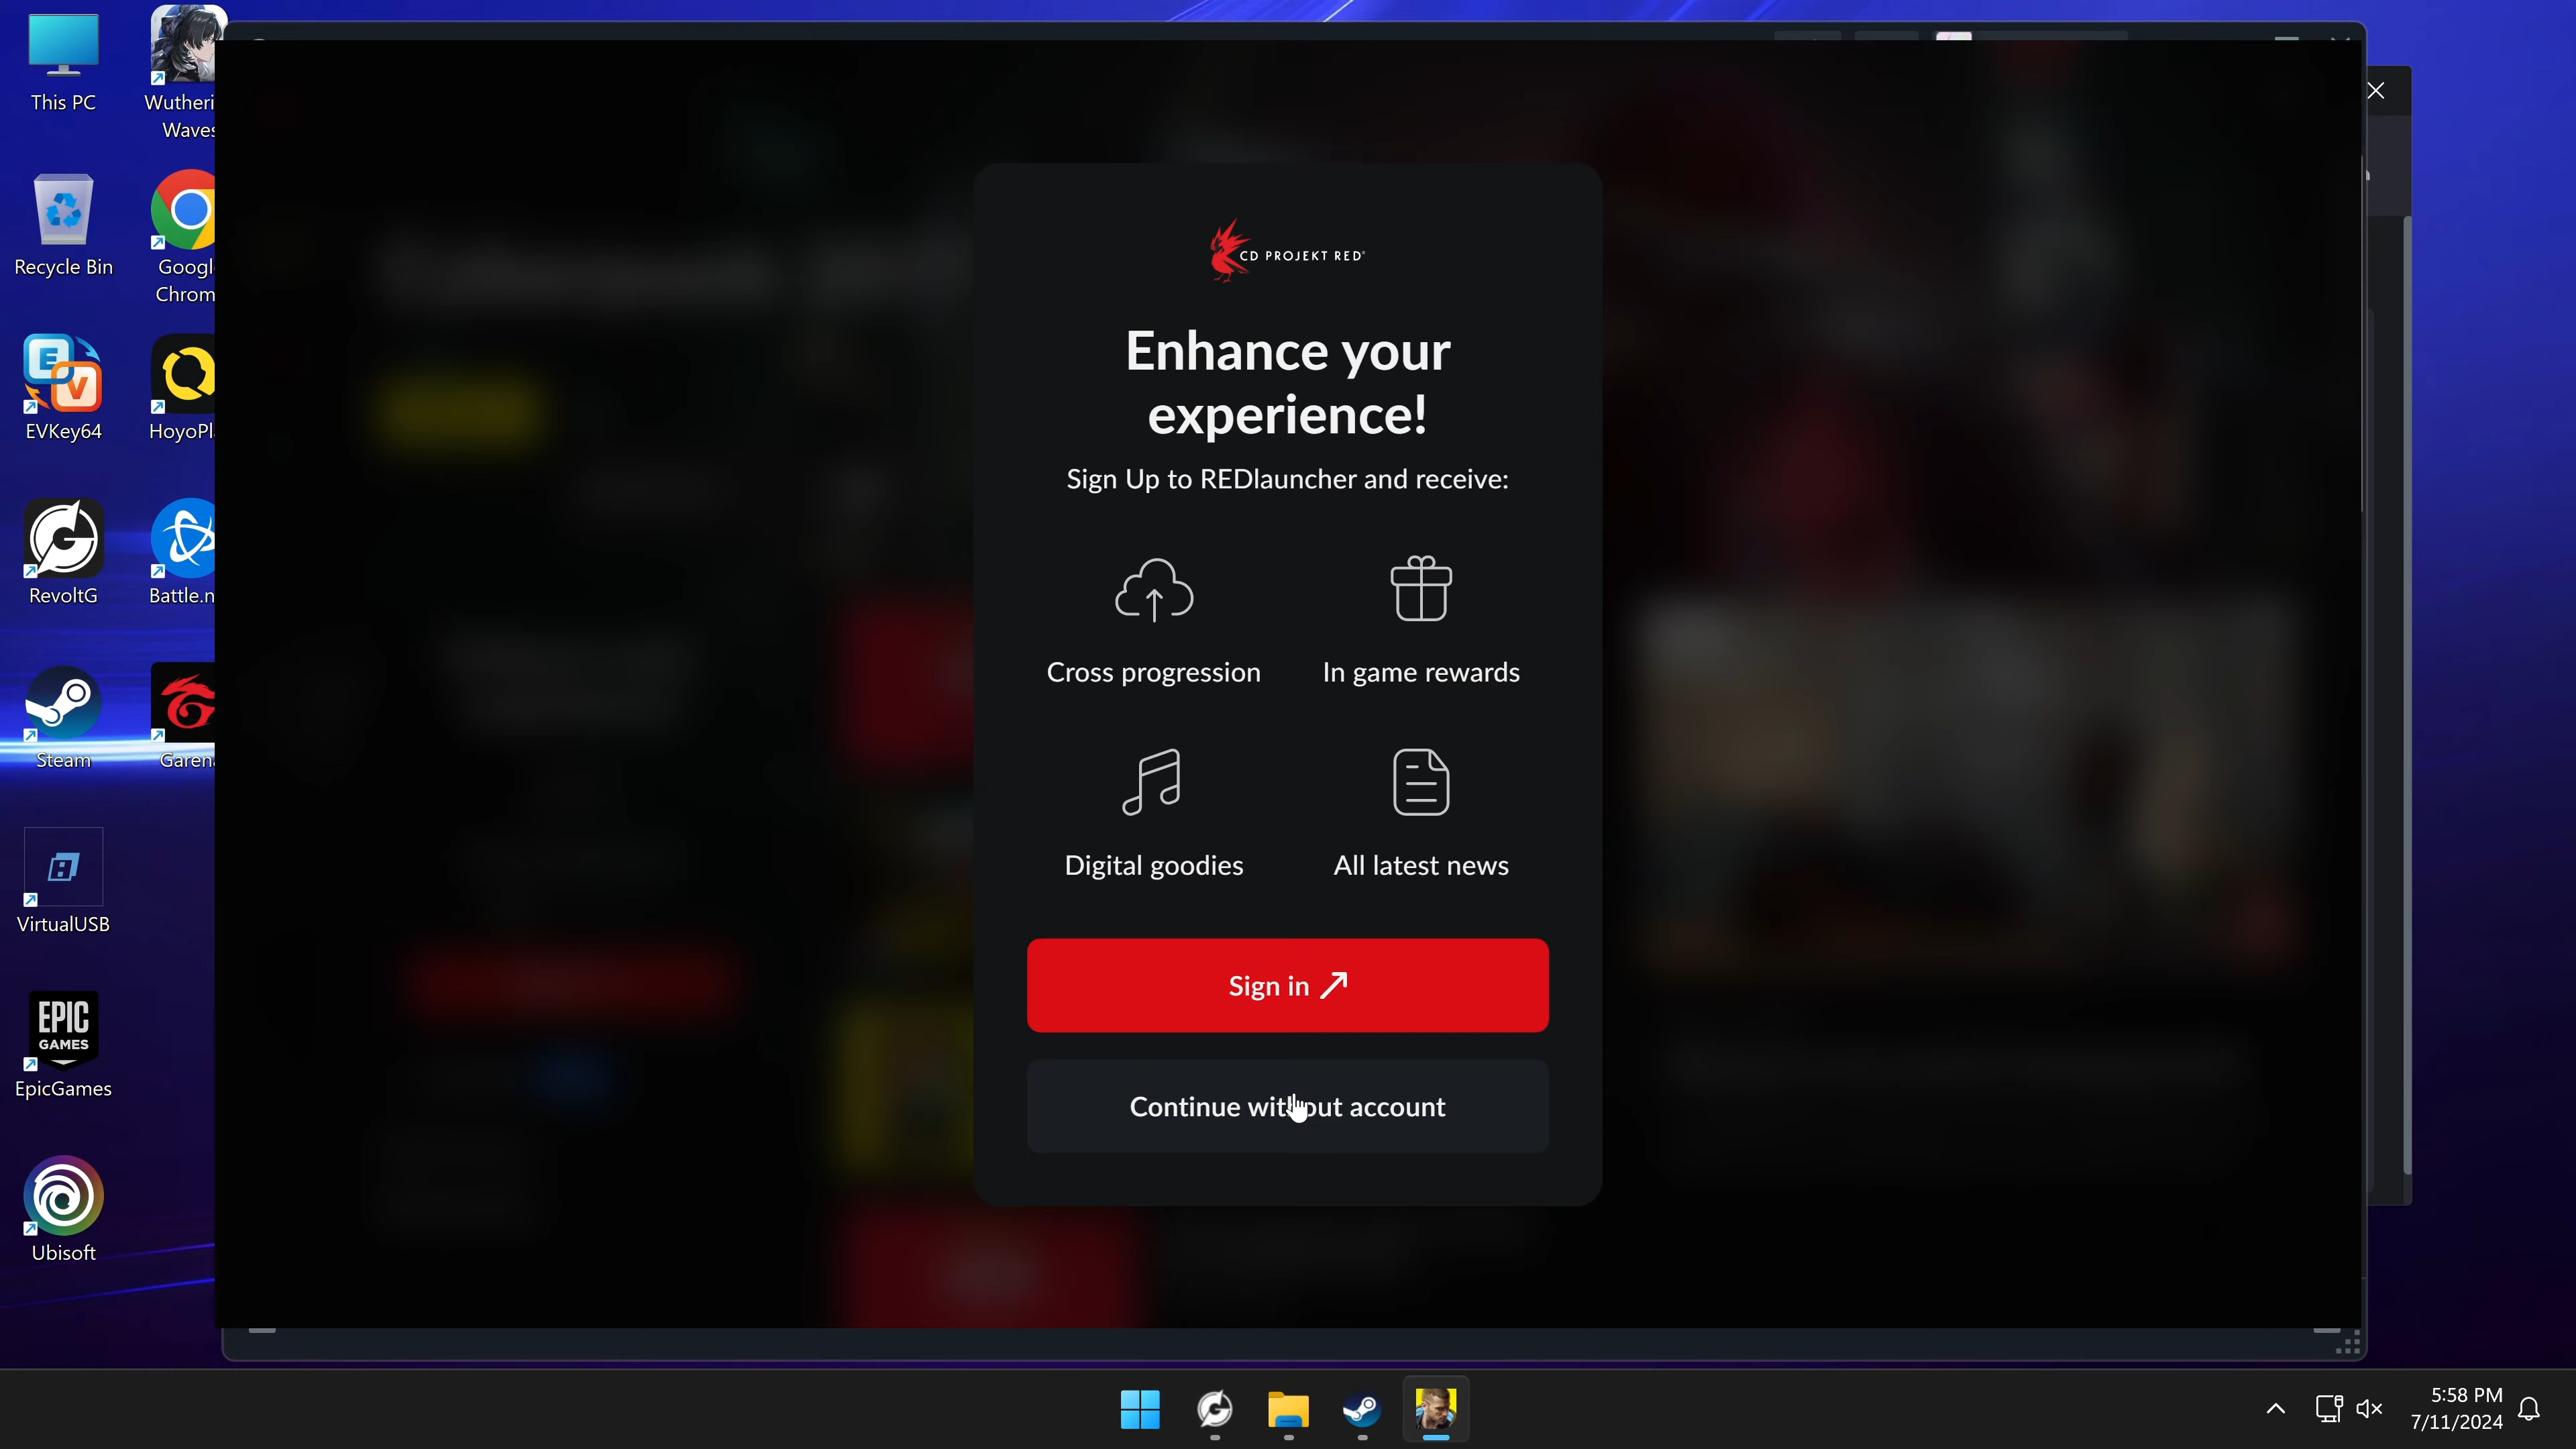 This PC
Wutheri
Waves
Recycle Bin
Googl
Chrom
EVKey64
HoyoPl
RevoltG
Battle.n
Steam
Garena
VirtualUSB
EPIC
GAMES
EpicGames
Ubisoft
CD PROJEKT RED®
Enhance your
experience!
Sign Up to REDlauncher and receive:
Cross progression
In game rewards
Digital goodies
All latest news
Sign in
Continue without account
5:58 PM
7/11/2024